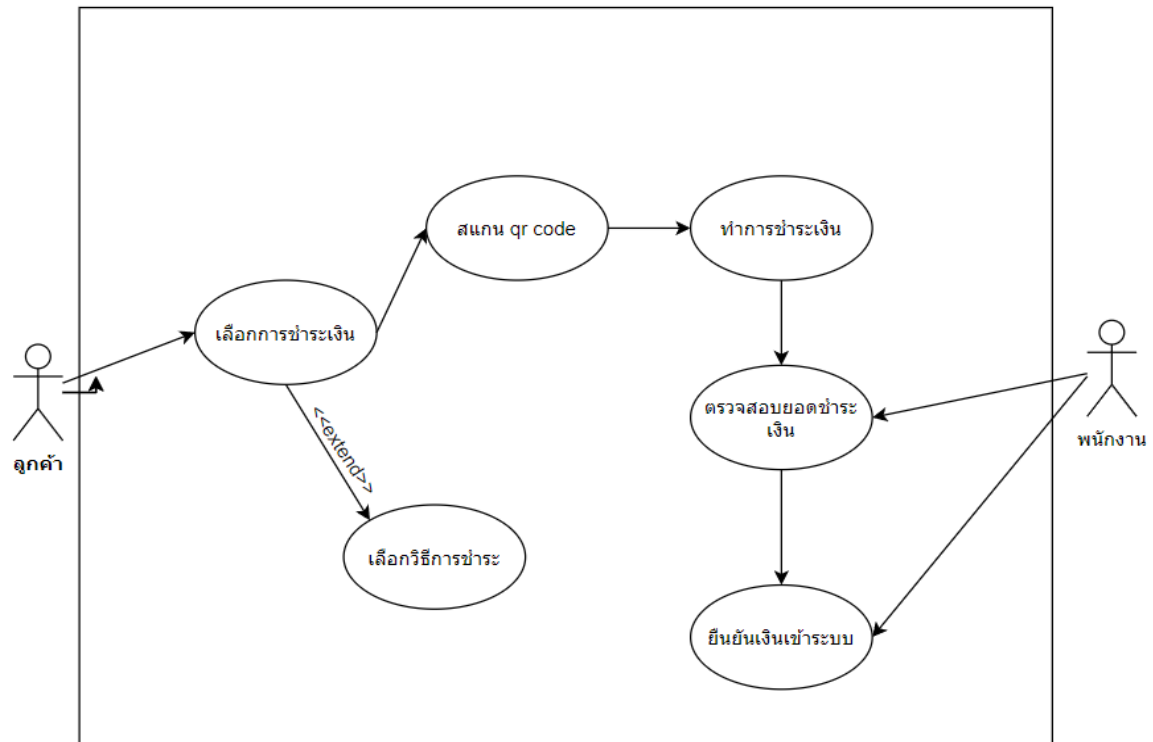 สแกน qr code
ทำการชำระเงิน
เลือกการชำระเงิน
ลูกค้า
<<extend>>
ตรวจสอบยอดชำระ
เงิน
พนักงาน
เลือกวิธีการชำระ
ยืนยันเงินเข้าระบบ